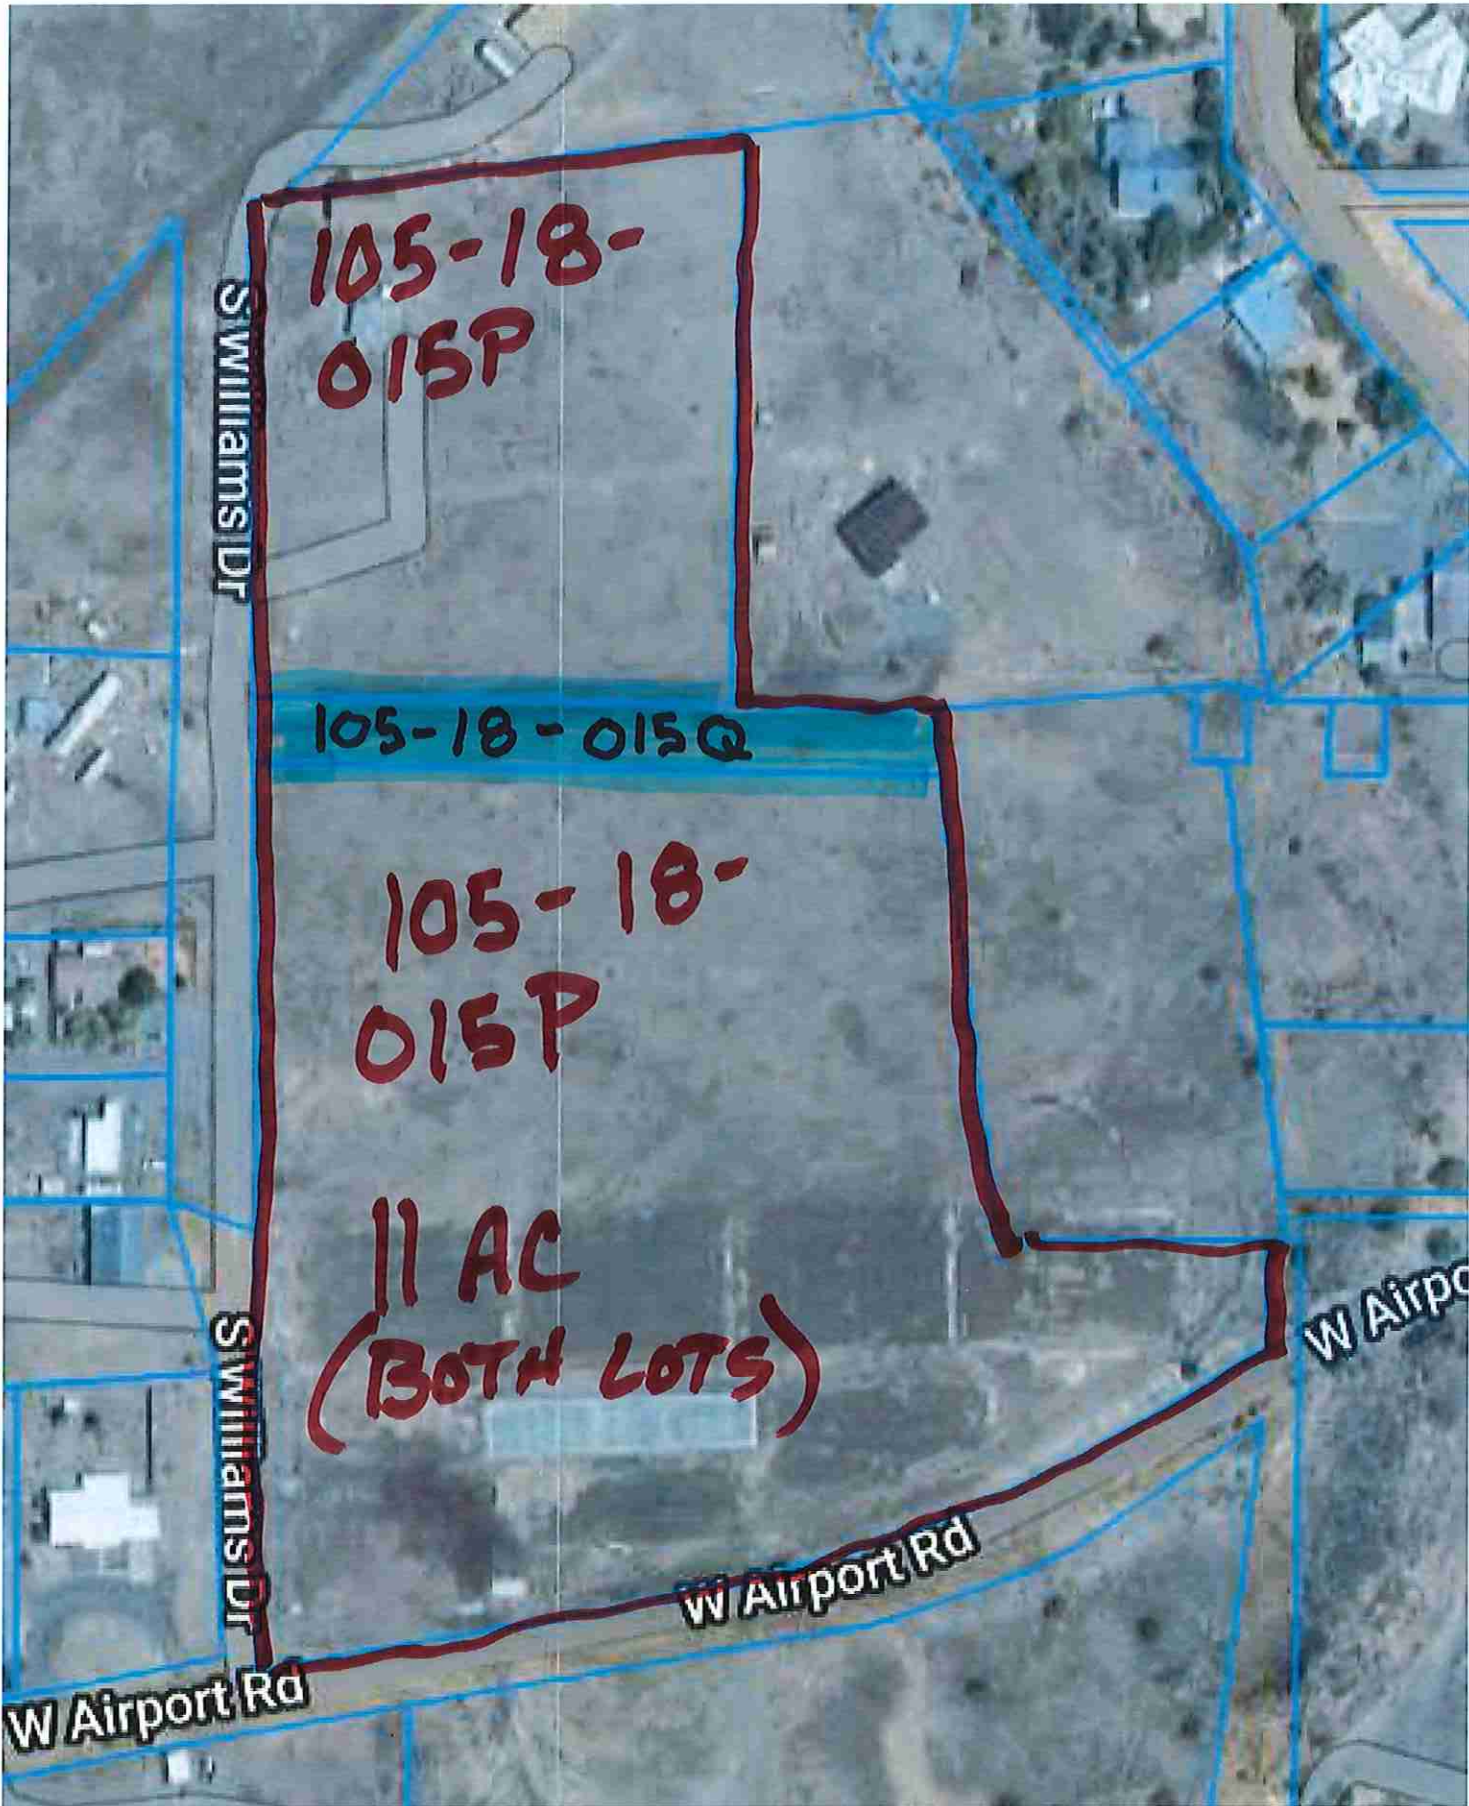 105-18-
015P
S Williams Dr
105-18-015Q
105-18-
015P
11 AC
(BOTH LOTS)
S Williams Dr
W Airpo
W Airport Rd
W Airport Rd